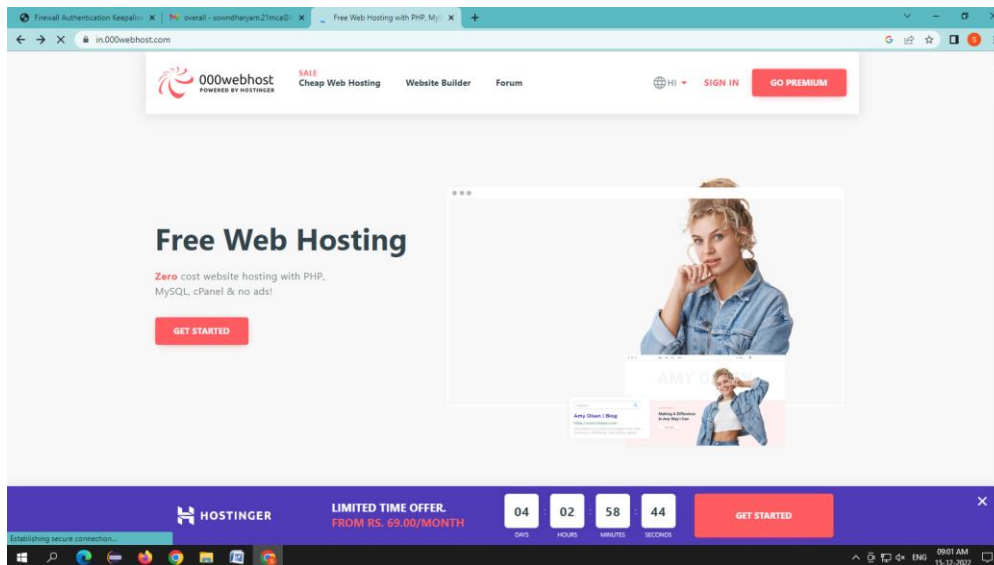 Firewall Authentication Keepaliv
overall - sowndharyam.21mca@
Free Web Hosting with PHP, MyS
in.000webhost.com
000webhost
POWERED BY HOSTINGER
SALE
Cheap Web Hosting
Website Builder
Forum
HI
SIGN IN
GO PREMIUM
Free Web Hosting
Zero cost website hosting with PHP,
MySQL, cPanel & no ads!
GET STARTED
AMY OLSEN
Amy Olsen | Blog
Making A Difference
In Any Way I Can
HOSTINGER
LIMITED TIME OFFER.
FROM RS. 69.00/MONTH
04 : 02 : 58 : 44
DAYS HOURS MINUTES SECONDS
GET STARTED
Establishing secure connection...
ENG
09:01 AM
15-12-2022